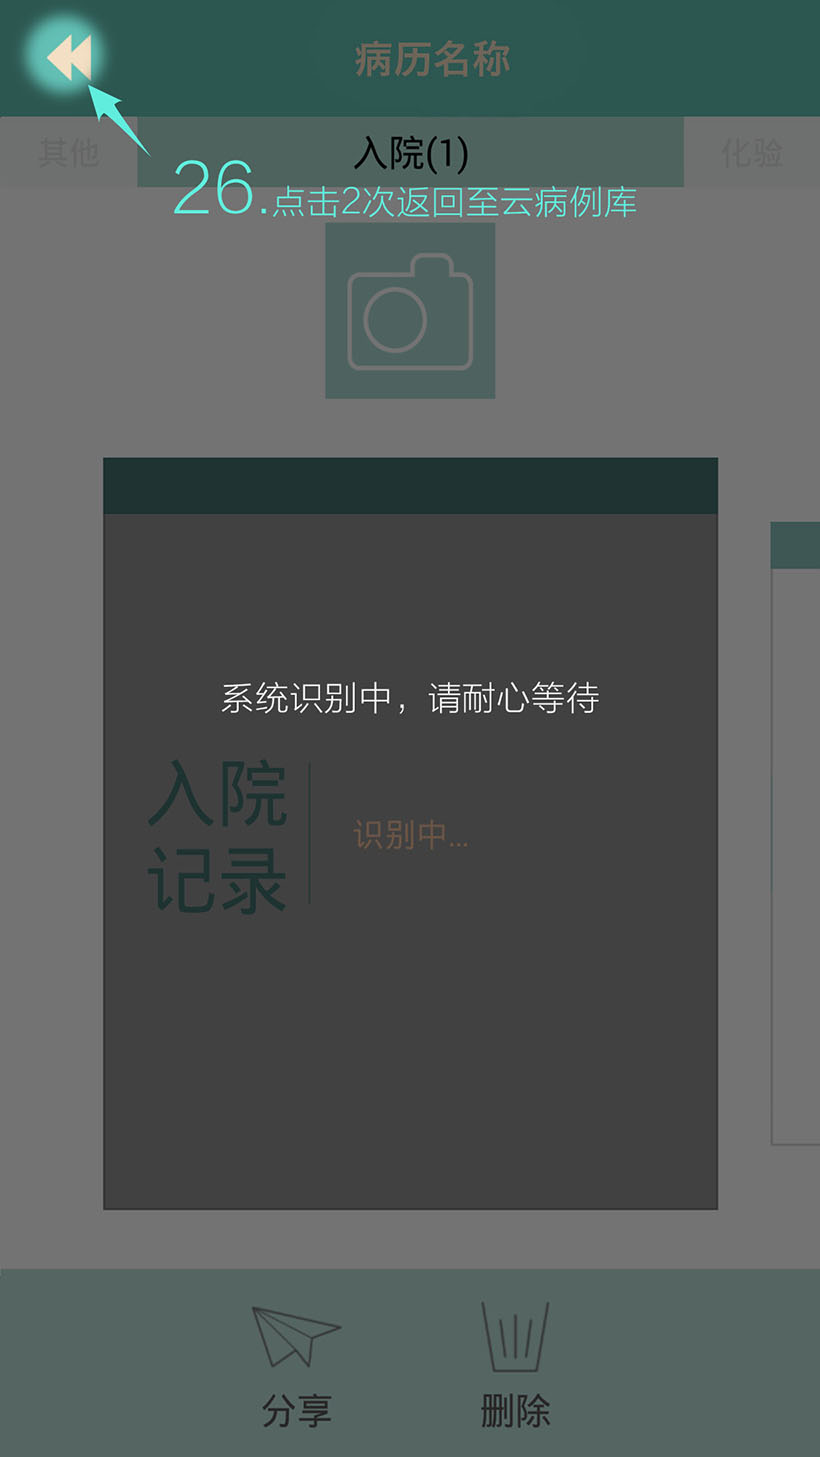 病历名称
其他
入院(1)
化验
26.点击2次返回至云病例库
系统识别中，请耐心等待
入院
记录
识别中...
分享
删除